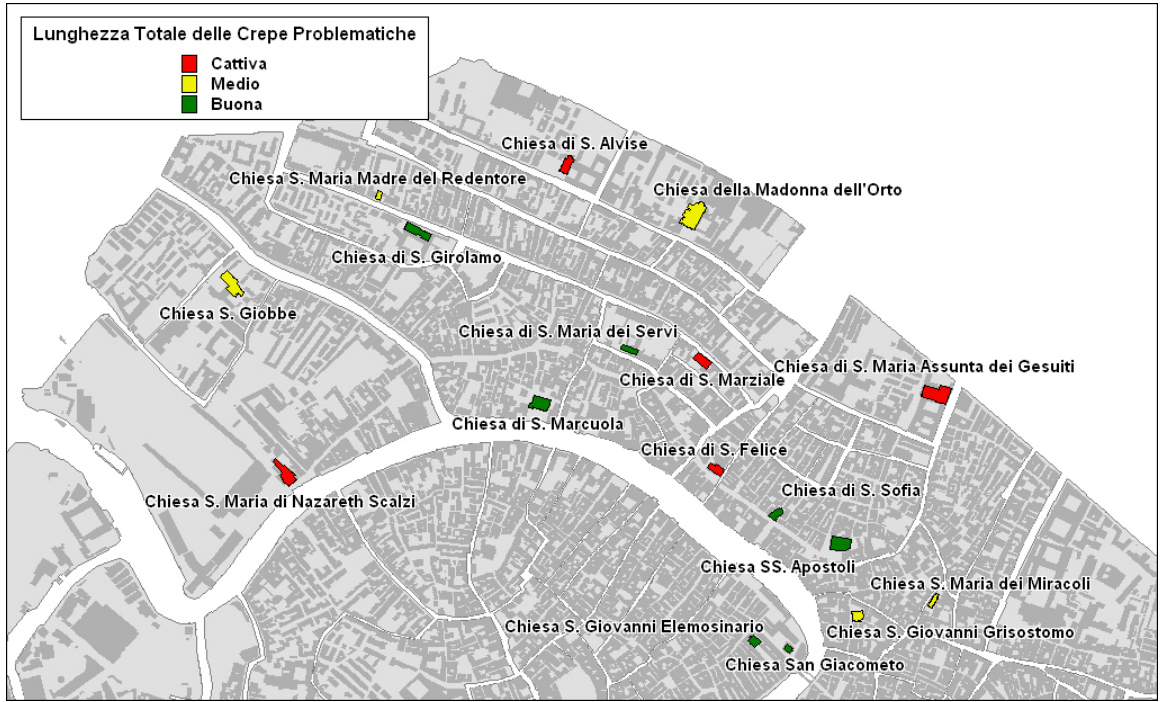 Lunghezza Totale delle Crepe Problematiche
Cattiva
Medio
Buona
Chiesa di S. Alvise
Chiesa S. Maria Madre del Redentore
Chiesa della Madonna dell'Orto
Chiesa di S. Girolamo
Chiesa S. Giobbe
Chiesa di S. Maria dei Servi
Chiesa di S. Maria Assunta dei Gesuiti
Chiesa di S. Marziale
Chiesa di S. Marcuola
Chiesa di S. Felice
Chiesa di S. Sofia
Chiesa S. Maria di Nazareth Scalzi
Chiesa SS. Apostoli
Chiesa S. Maria dei Miracoli
Chiesa S. Giovanni Elemosinario
Chiesa S. Giovanni Grisostomo
Chiesa San Giacometo